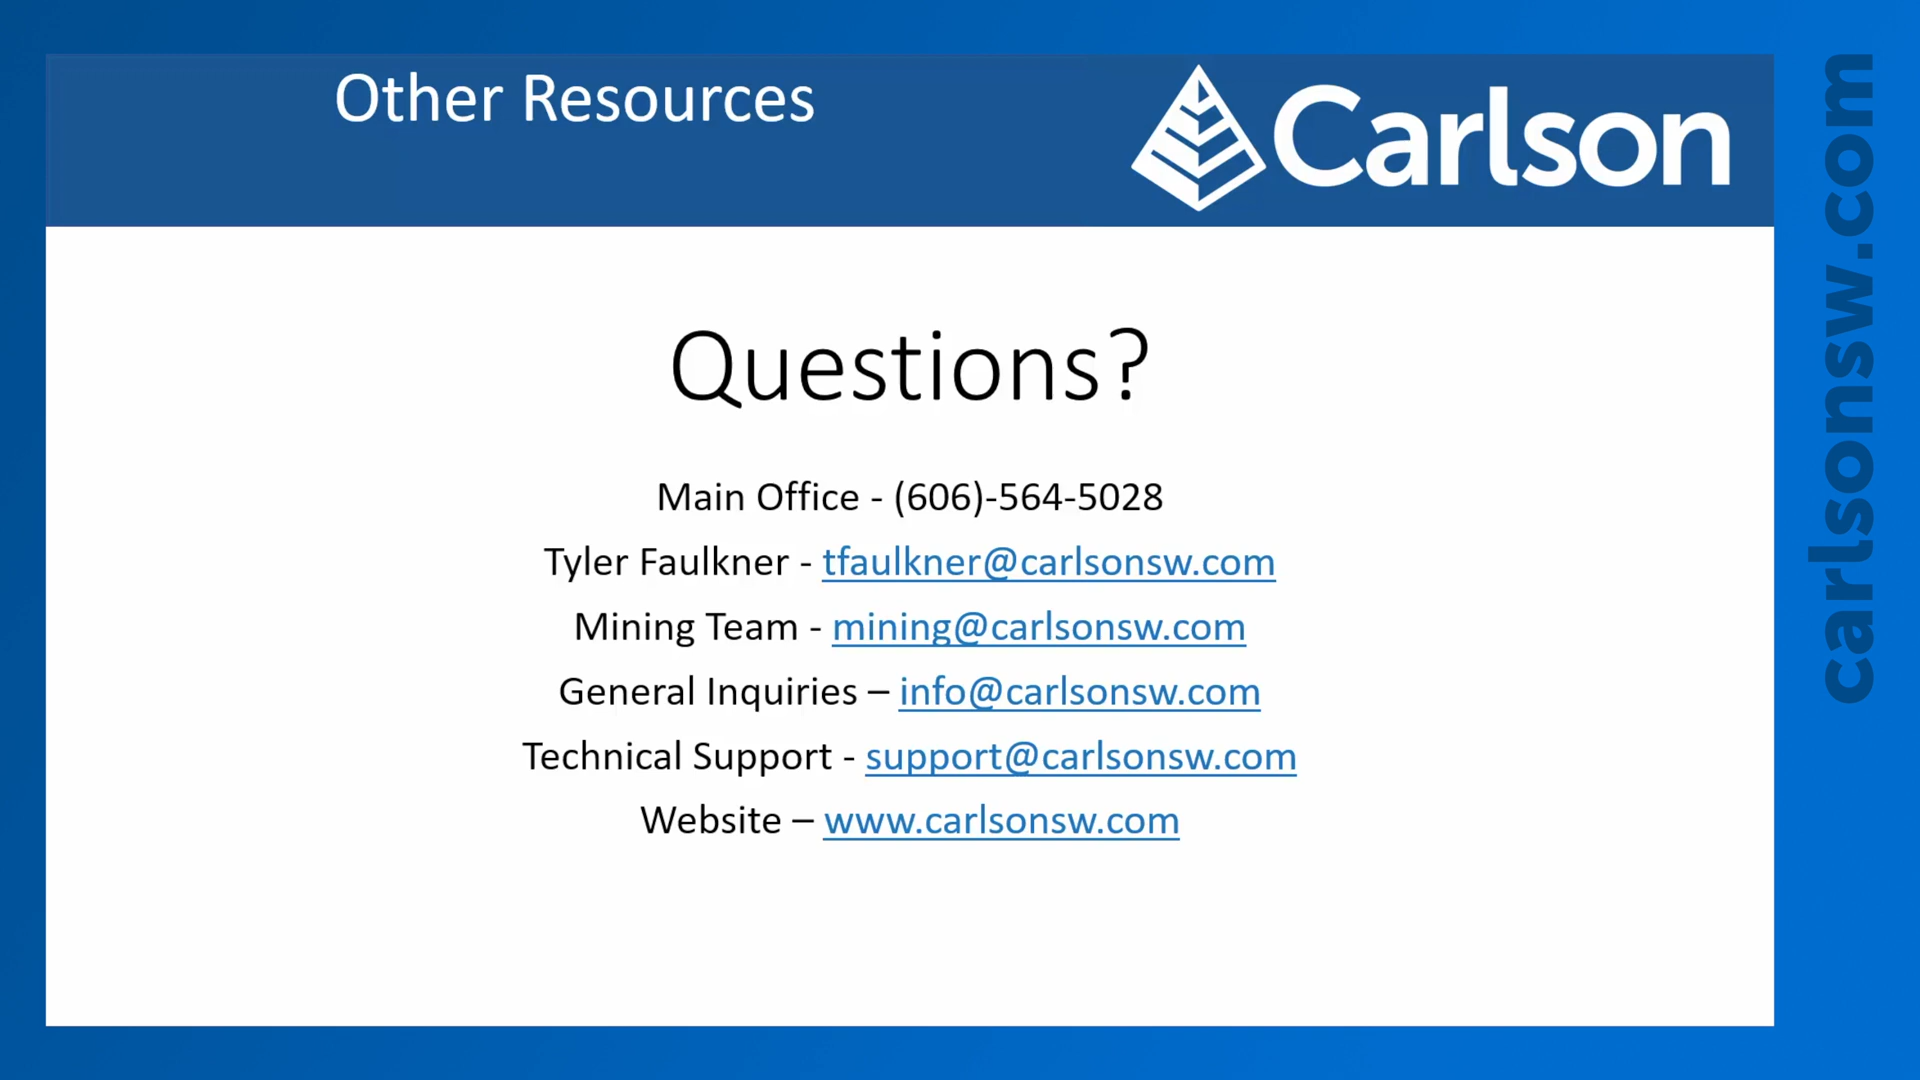 Other Resources
Carlson
Questions?
Main Office - (606)-564-5028
Tyler Faulkner - tfaulkner@carlsonsw.com
Mining Team - mining@carlsonsw.com
General Inquiries – info@carlsonsw.com
Technical Support - support@carlsonsw.com
Website – www.carlsonsw.com
carlsonsw.com